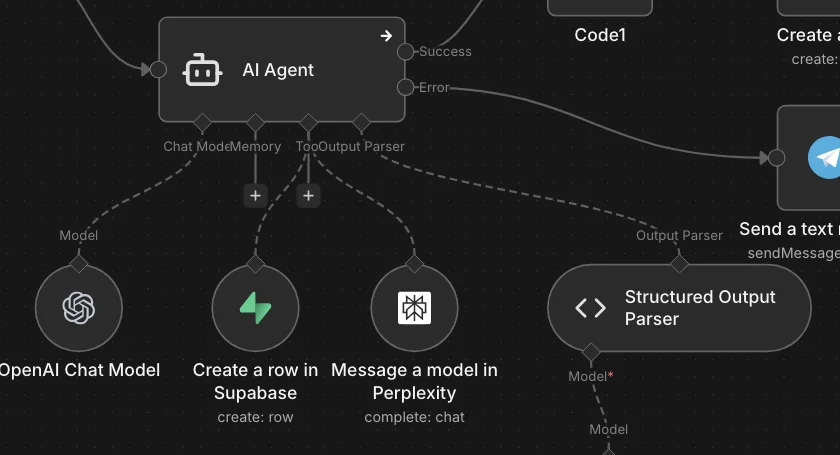 AI Agent
Success
Error
Code1
Create a
create:
Chat Mode
Memory
Too
Output Parser
Model
Output Parser
Send a text
sendMessage
OpenAI Chat Model
Create a row in
Supabase
create: row
Message a model in
Perplexity
complete: chat
Structured Output
Parser
Model*
Model